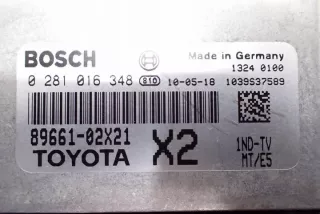 BOSCH
Made in Germany
1324 0100
0 281 016 348 810 10-05-18 1039S37589
89661-02X21
TOYOTA X2
1ND-TV
MT/E5